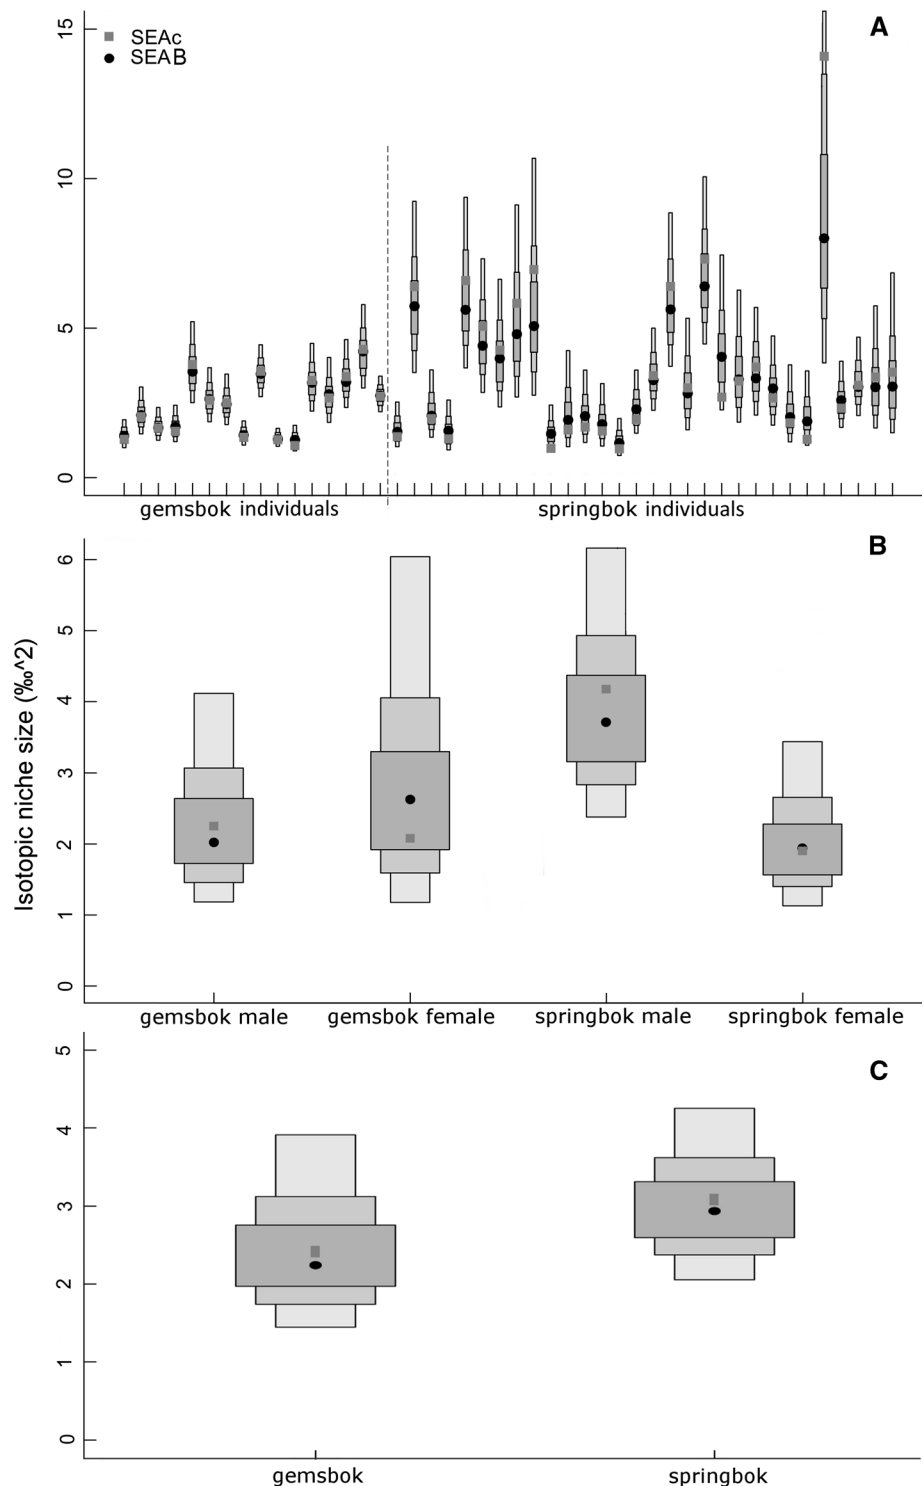 A
15
SEAc
SEAB
10
5
0
gemsbok individuals springbok individuals
B
6
5
4
3
2
1
0
Isotopic niche size (‰^2)
gemsbok male gemsbok female springbok male springbok female
C
5
4
3
2
1
0
gemsbok springbok